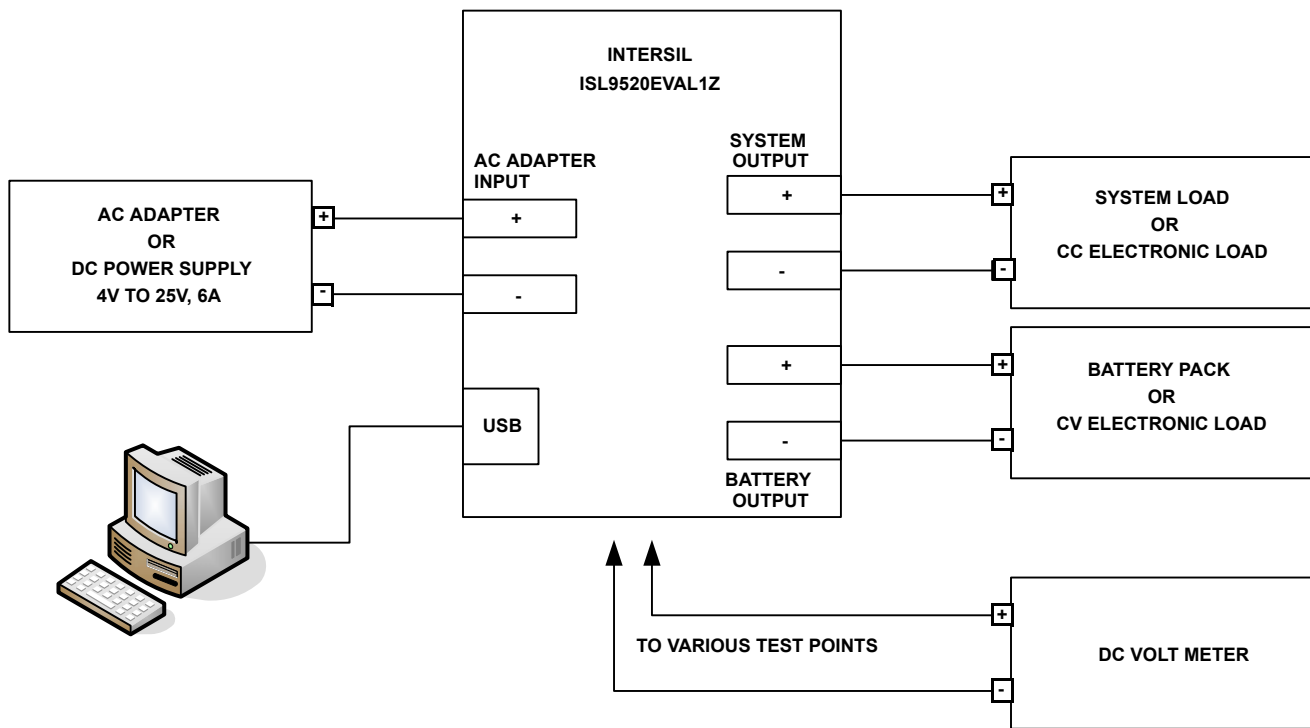 INTERSIL
ISL9520EVAL1Z
AC ADAPTER
INPUT
+
-
USB
SYSTEM
OUTPUT
+
-
+
-
BATTERY
OUTPUT
AC ADAPTER
OR
DC POWER SUPPLY
4V TO 25V, 6A
+
-
+
-
SYSTEM LOAD
OR
CC ELECTRONIC LOAD
+
-
BATTERY PACK
OR
CV ELECTRONIC LOAD
TO VARIOUS TEST POINTS
+
-
DC VOLT METER